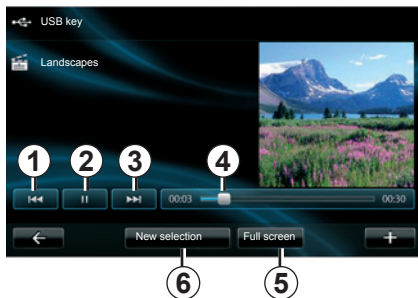 USB key
Landscapes
1 2 3 4
00:03 00:30
New selection Full screen
6 5